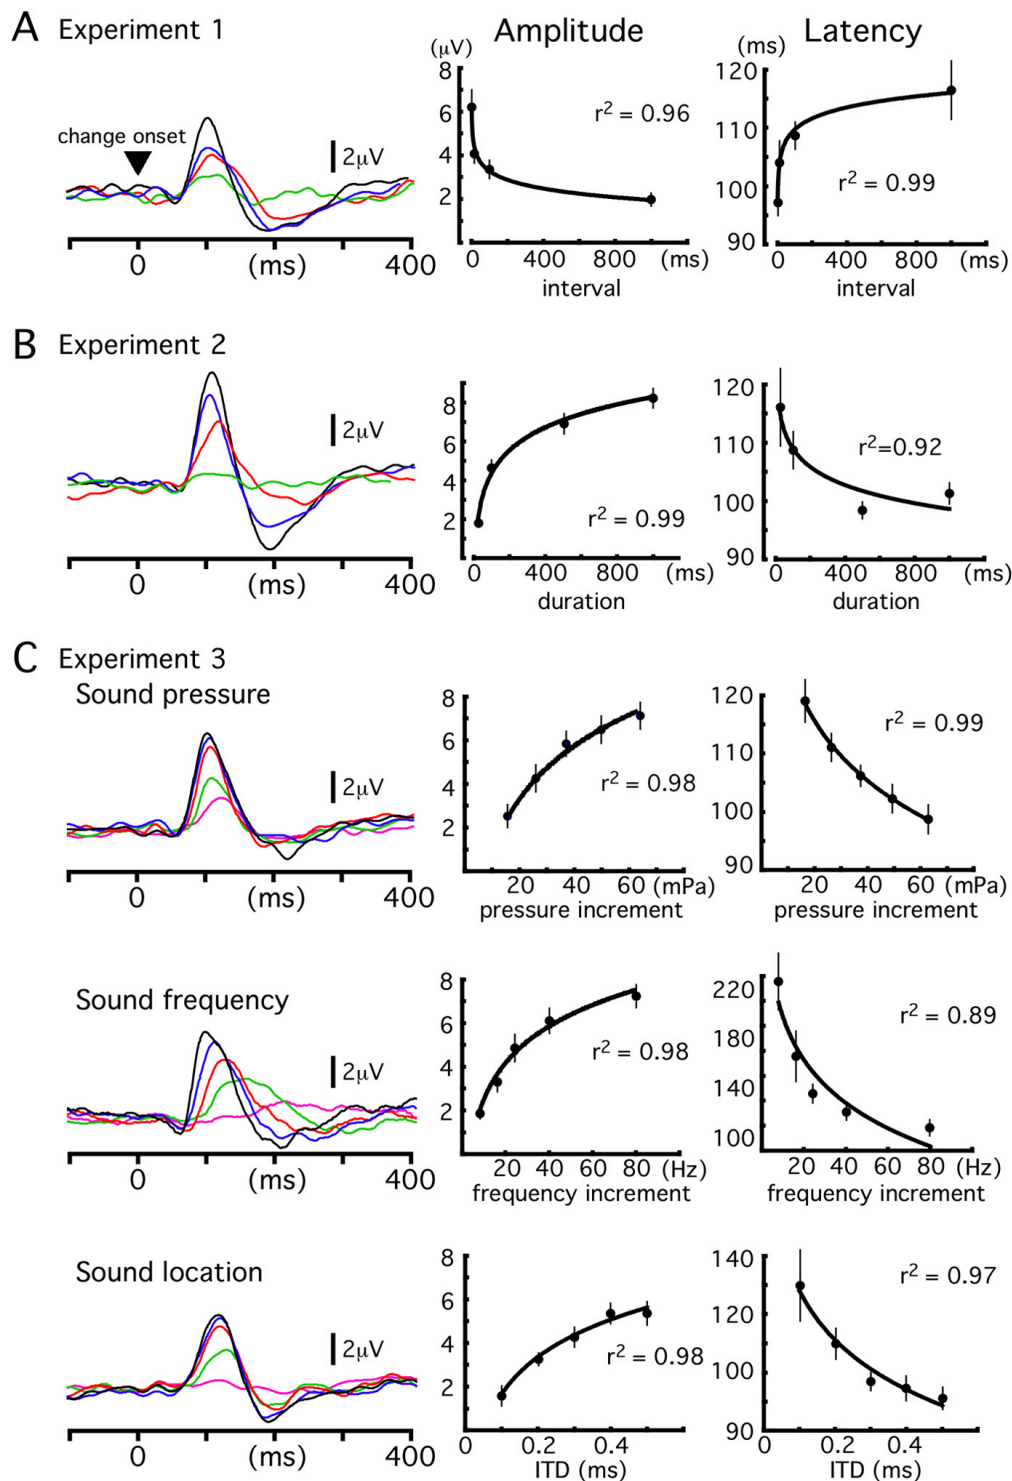 A Experiment 1 Amplitude Latency
(μV) (ms)
change onset
2μV
8
6
4
2
r² = 0.96
120
110
100
90
r² = 0.99
0 (ms) 400
0 400 800 (ms)
interval
0 400 800 (ms)
interval
B Experiment 2
2μV
8
6
4
2
r² = 0.99
120
110
100
90
r²=0.92
0 (ms) 400
0 400 800 (ms)
duration
0 400 800 (ms)
duration
C Experiment 3
Sound pressure
2μV
8
6
4
2
r² = 0.98
120
110
100
90
r² = 0.99
0 (ms) 400
20 40 60 (mPa)
pressure increment
20 40 60 (mPa)
pressure increment
Sound frequency
2μV
8
6
4
2
r² = 0.98
220
180
140
100
r² = 0.89
0 (ms) 400
20 40 60 80 (Hz)
frequency increment
20 40 60 80 (Hz)
frequency increment
Sound location
2μV
8
6
4
2
r² = 0.98
140
120
100
90
r² = 0.97
0 (ms) 400
0 0.2 0.4
ITD (ms)
0 0.2 0.4
ITD (ms)